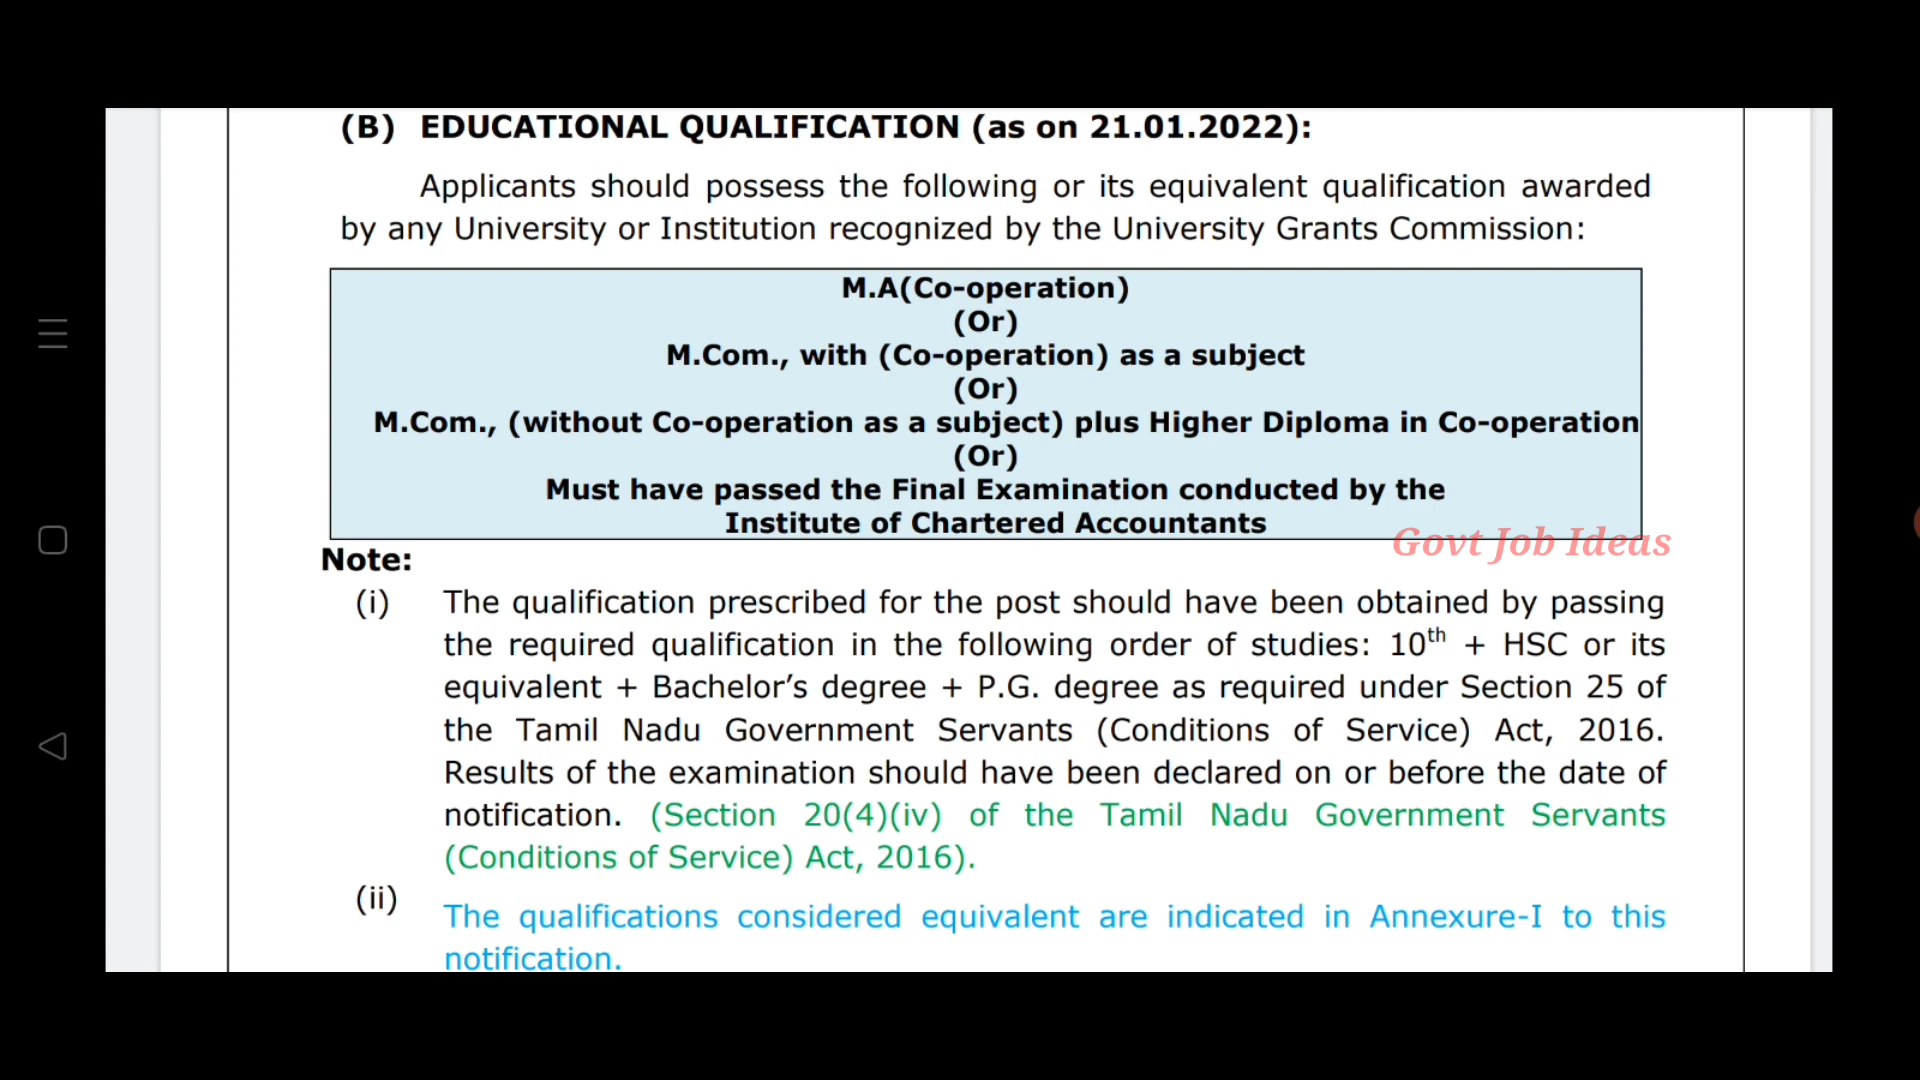 (B) EDUCATIONAL QUALIFICATION (as on 21.01.2022):
Applicants should possess the following or its equivalent qualification awarded
by any University or Institution recognized by the University Grants Commission:
M.A(Co-operation)
(Or)
M.Com., with (Co-operation) as a subject
(Or)
M.Com., (without Co-operation as a subject) plus Higher Diploma in Co-operation
(Or)
Must have passed the Final Examination conducted by the
Institute of Chartered Accountants
Govt Job Ideas
Note:
(i) The qualification prescribed for the post should have been obtained by passing
the required qualification in the following order of studies: 10th + HSC or its
equivalent + Bachelor’s degree + P.G. degree as required under Section 25 of
the Tamil Nadu Government Servants (Conditions of Service) Act, 2016.
Results of the examination should have been declared on or before the date of
notification. (Section 20(4)(iv) of the Tamil Nadu Government Servants
(Conditions of Service) Act, 2016).
(ii) The qualifications considered equivalent are indicated in Annexure-I to this
notification.